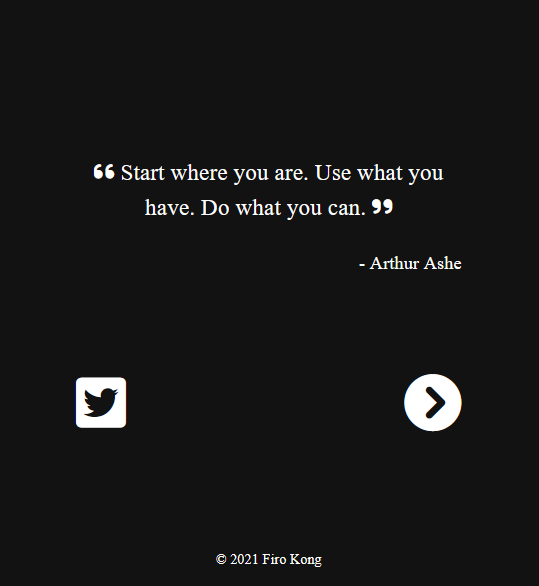 ❝ Start where you are. Use what you
have. Do what you can. ❞
- Arthur Ashe
© 2021 Firo Kong